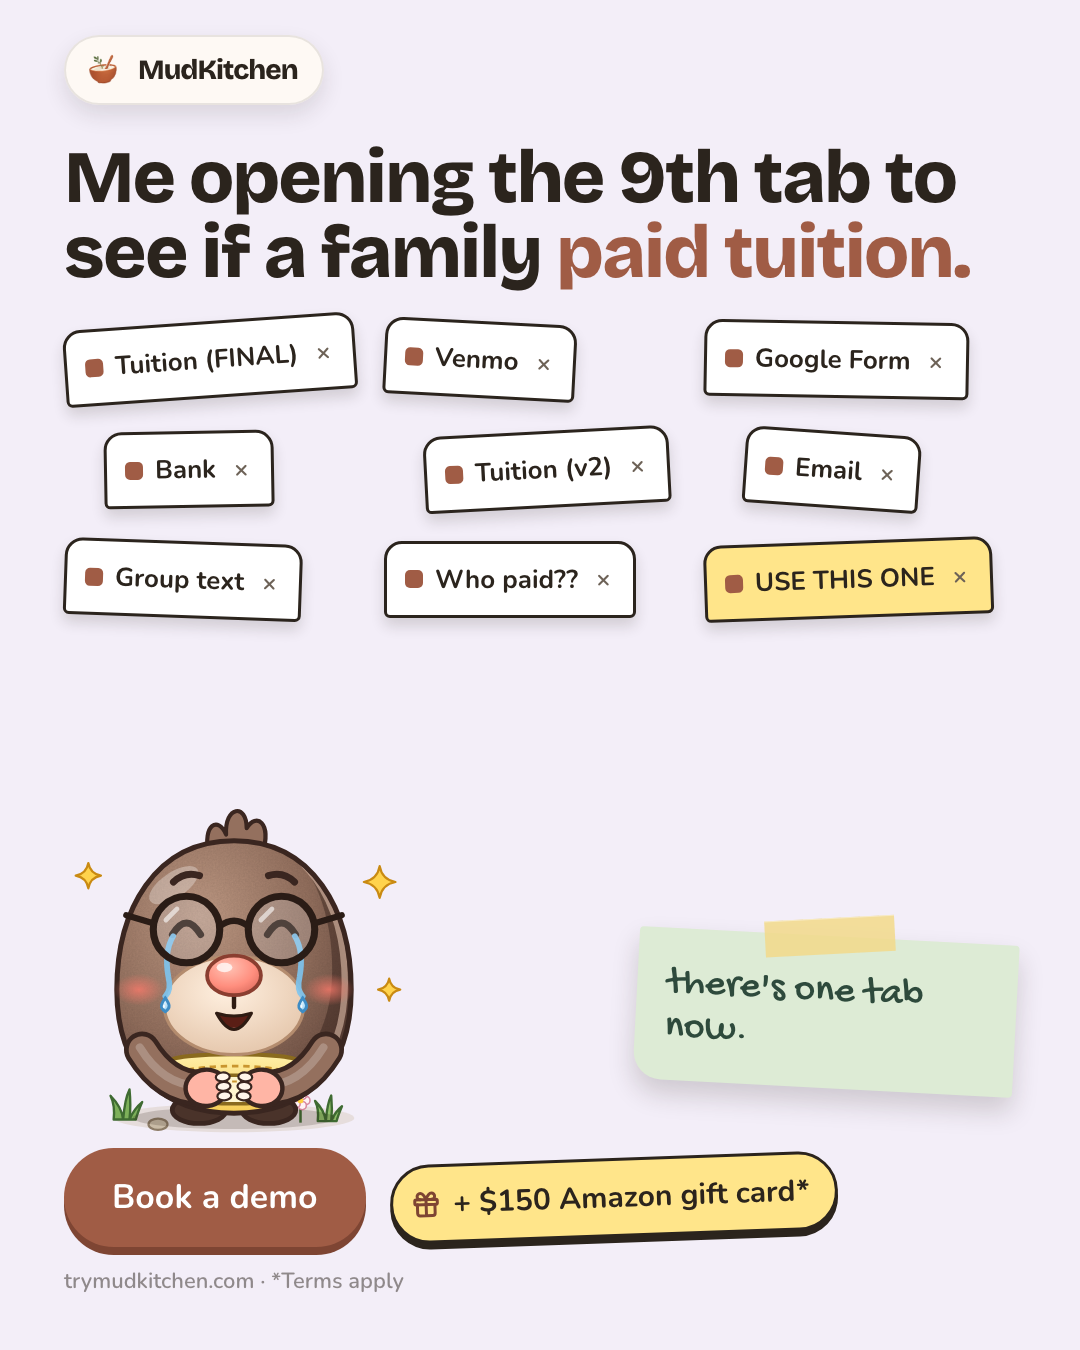 MudKitchen
Me opening the 9th tab to
see if a family paid tuition.
Tuition (FINAL) ×
Venmo ×
Google Form ×
Bank ×
Tuition (v2) ×
Email ×
Group text ×
Who paid?? ×
USE THIS ONE ×
there's one tab
now.
Book a demo
+ $150 Amazon gift card*
trymudkitchen.com · *Terms apply